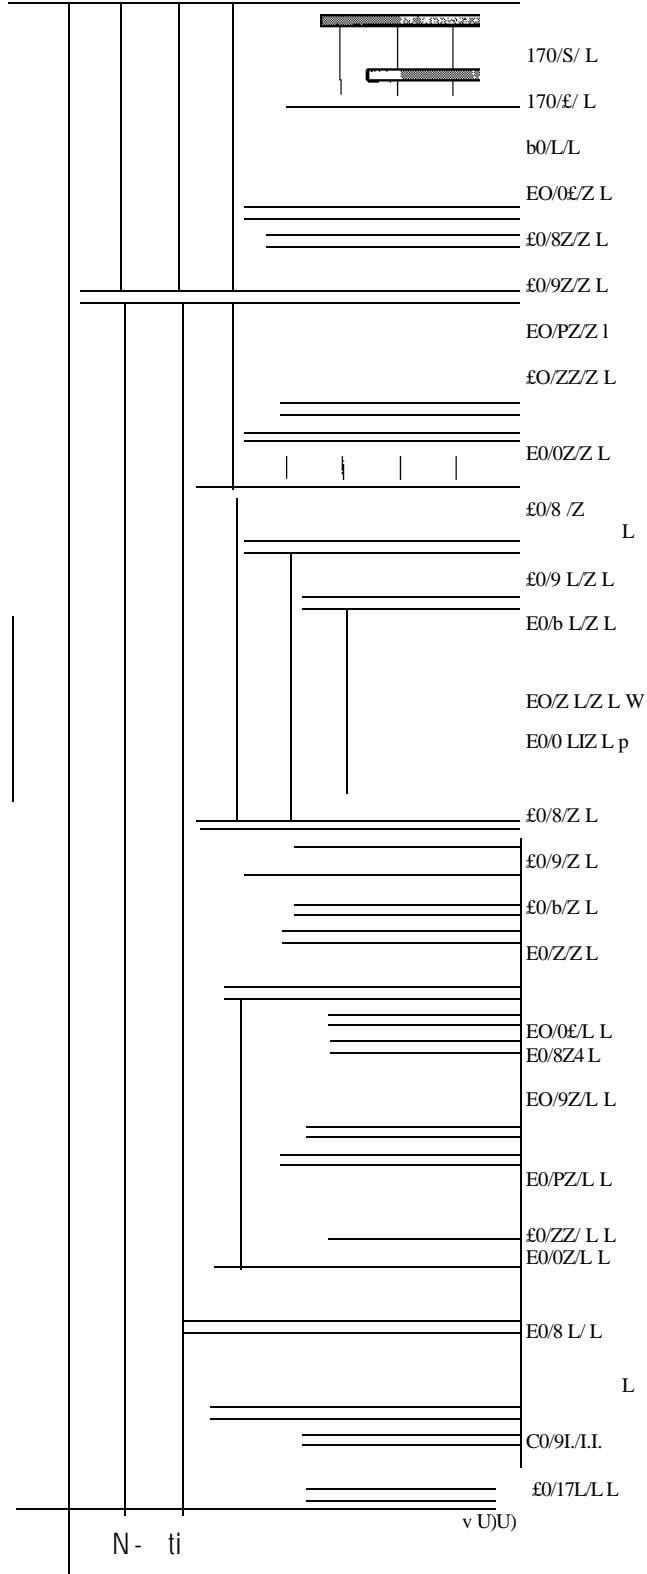 170/S/ L
170/£/ L
b0/L/L
EO/0£/Z L
£0/8Z/Z L
£0/9Z/Z L
EO/PZ/Z l
£O/ZZ/Z L
E0/0Z/Z L
£0/8 /Z
L
£0/9 L/Z L
E0/b L/Z L
EO/Z L/Z L W
E0/0 LIZ L p
£0/8/Z L
£0/9/Z L
£0/b/Z L
E0/Z/Z L
EO/0£/L L
E0/8Z4 L
EO/9Z/L L
E0/PZ/L L
£0/ZZ/ L L
E0/0Z/L L
E0/8 L/ L
L
C0/9I./I.I.
£0/17L/L L
v U)U)
N - ti